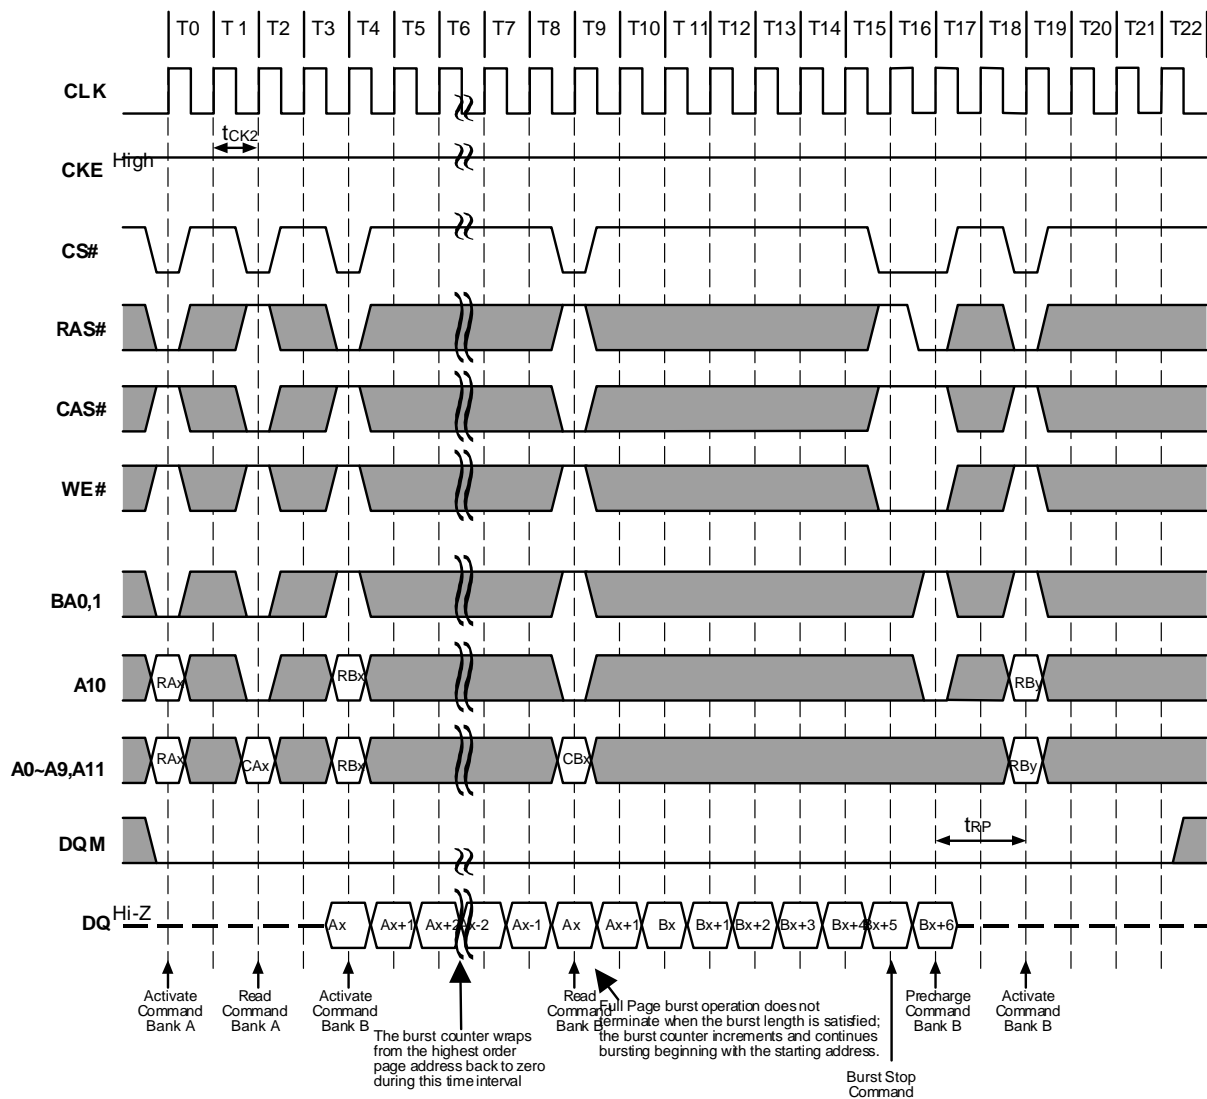 T0 T1 T2 T3 T4 T5 T6 T7 T8 T9 T10 T11 T12 T13 T14 T15 T16 T17 T18 T19 T20 T21 T22
CLK
tCK2
High
CKE
CS#
RAS#
CAS#
WE#
BA0,1
A10 RAx RBx RBy
A0~A9,A11 RAx CAx RBx CBx RBy
DQM
tRP
Hi-Z
DQ Ax Ax+1 Ax+2 Ax-2 Ax-1 Ax Ax+1 Bx Bx+1 Bx+2 Bx+3 Bx+4 Bx+5 Bx+6
Activate
Command
Bank A
Read
Command
Bank A
Activate
Command
Bank B
The burst counter wraps
from the highest order
page address back to zero
during this time interval
Read
Command
Bank B
Full Page burst operation does not
terminate when the burst length is satisfied;
the burst counter increments and continues
bursting beginning with the starting address.
Burst Stop
Command
Precharge
Command
Bank B
Activate
Command
Bank B